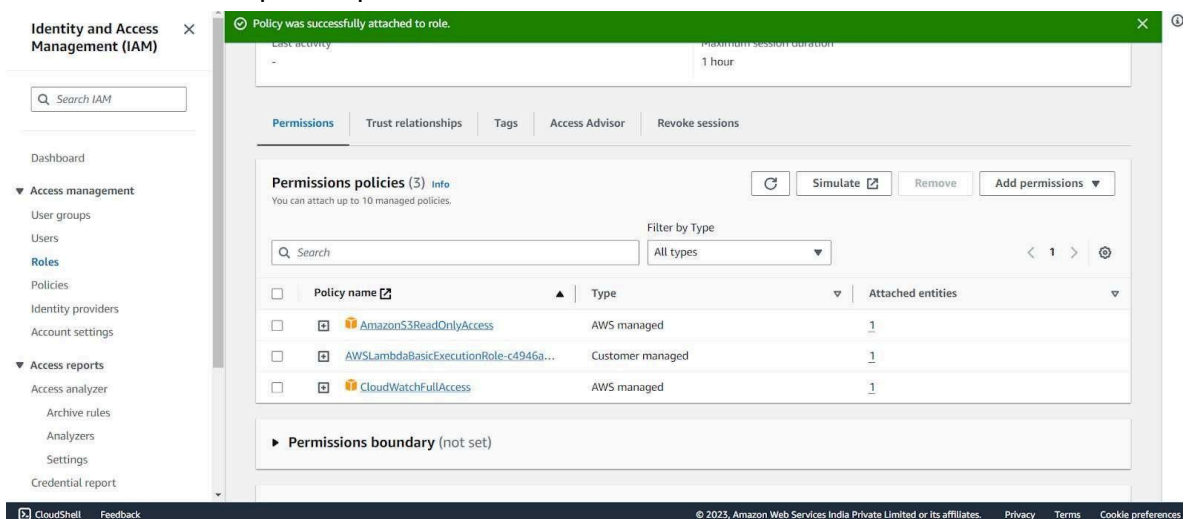 Identity and Access Management (IAM)
Policy was successfully attached to role.
Last activity
-
Maximum session duration
1 hour
Search IAM
Dashboard
Access management
User groups
Users
Roles
Policies
Identity providers
Account settings
Access reports
Access analyzer
Archive rules
Analyzers
Settings
Credential report
Permissions
Trust relationships
Tags
Access Advisor
Revoke sessions
Permissions policies (3) Info
You can attach up to 10 managed policies.
Simulate
Remove
Add permissions
Filter by Type
Search
All types
1
Policy name
Type
Attached entities
AmazonS3ReadOnlyAccess
AWS managed
1
AWSLambdaBasicExecutionRole-c4946a...
Customer managed
1
CloudWatchFullAccess
AWS managed
1
Permissions boundary (not set)
CloudShell
Feedback
© 2023, Amazon Web Services India Private Limited or its affiliates.
Privacy
Terms
Cookie preferences